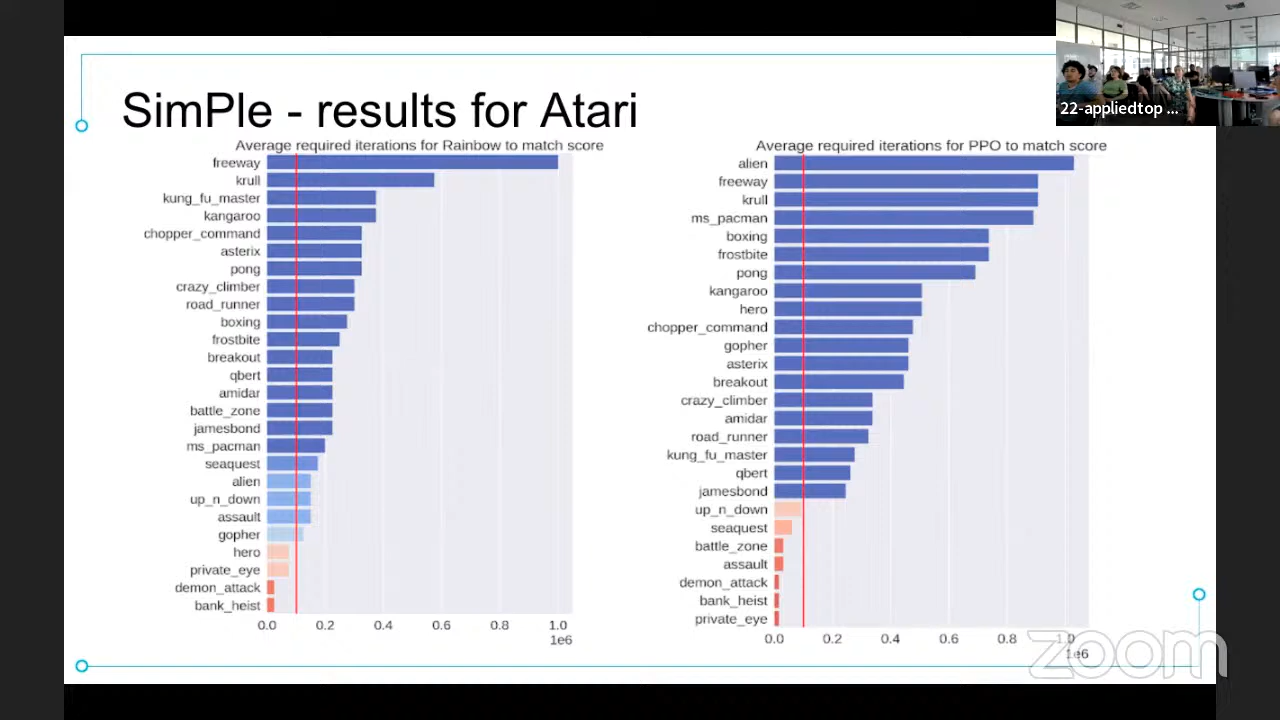 22-appliedtop ...
SimPle - results for Atari
Average required iterations for Rainbow to match score
freeway
krull
kung_fu_master
kangaroo
chopper_command
asterix
pong
crazy_climber
road_runner
boxing
frostbite
breakout
qbert
amidar
battle_zone
jamesbond
ms_pacman
seaquest
alien
up_n_down
assault
gopher
hero
private_eye
demon_attack
bank_heist
0.0 0.2 0.4 0.6 0.8 1.0
1e6
Average required iterations for PPO to match score
alien
freeway
krull
ms_pacman
boxing
frostbite
pong
kangaroo
hero
chopper_command
gopher
asterix
breakout
crazy_climber
amidar
road_runner
kung_fu_master
qbert
jamesbond
up_n_down
seaquest
battle_zone
assault
demon_attack
bank_heist
private_eye
0.0 0.2 0.4 0.6 0.8 1.0
1e6
zoom